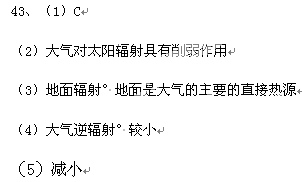 43、（1）C↵
（2）大气对太阳辐射具有削弱作用↵
（3）地面辐射° 地面是大气的主要的直接热源↵
（4）大气逆辐射° 较小↵
（5）减小↵